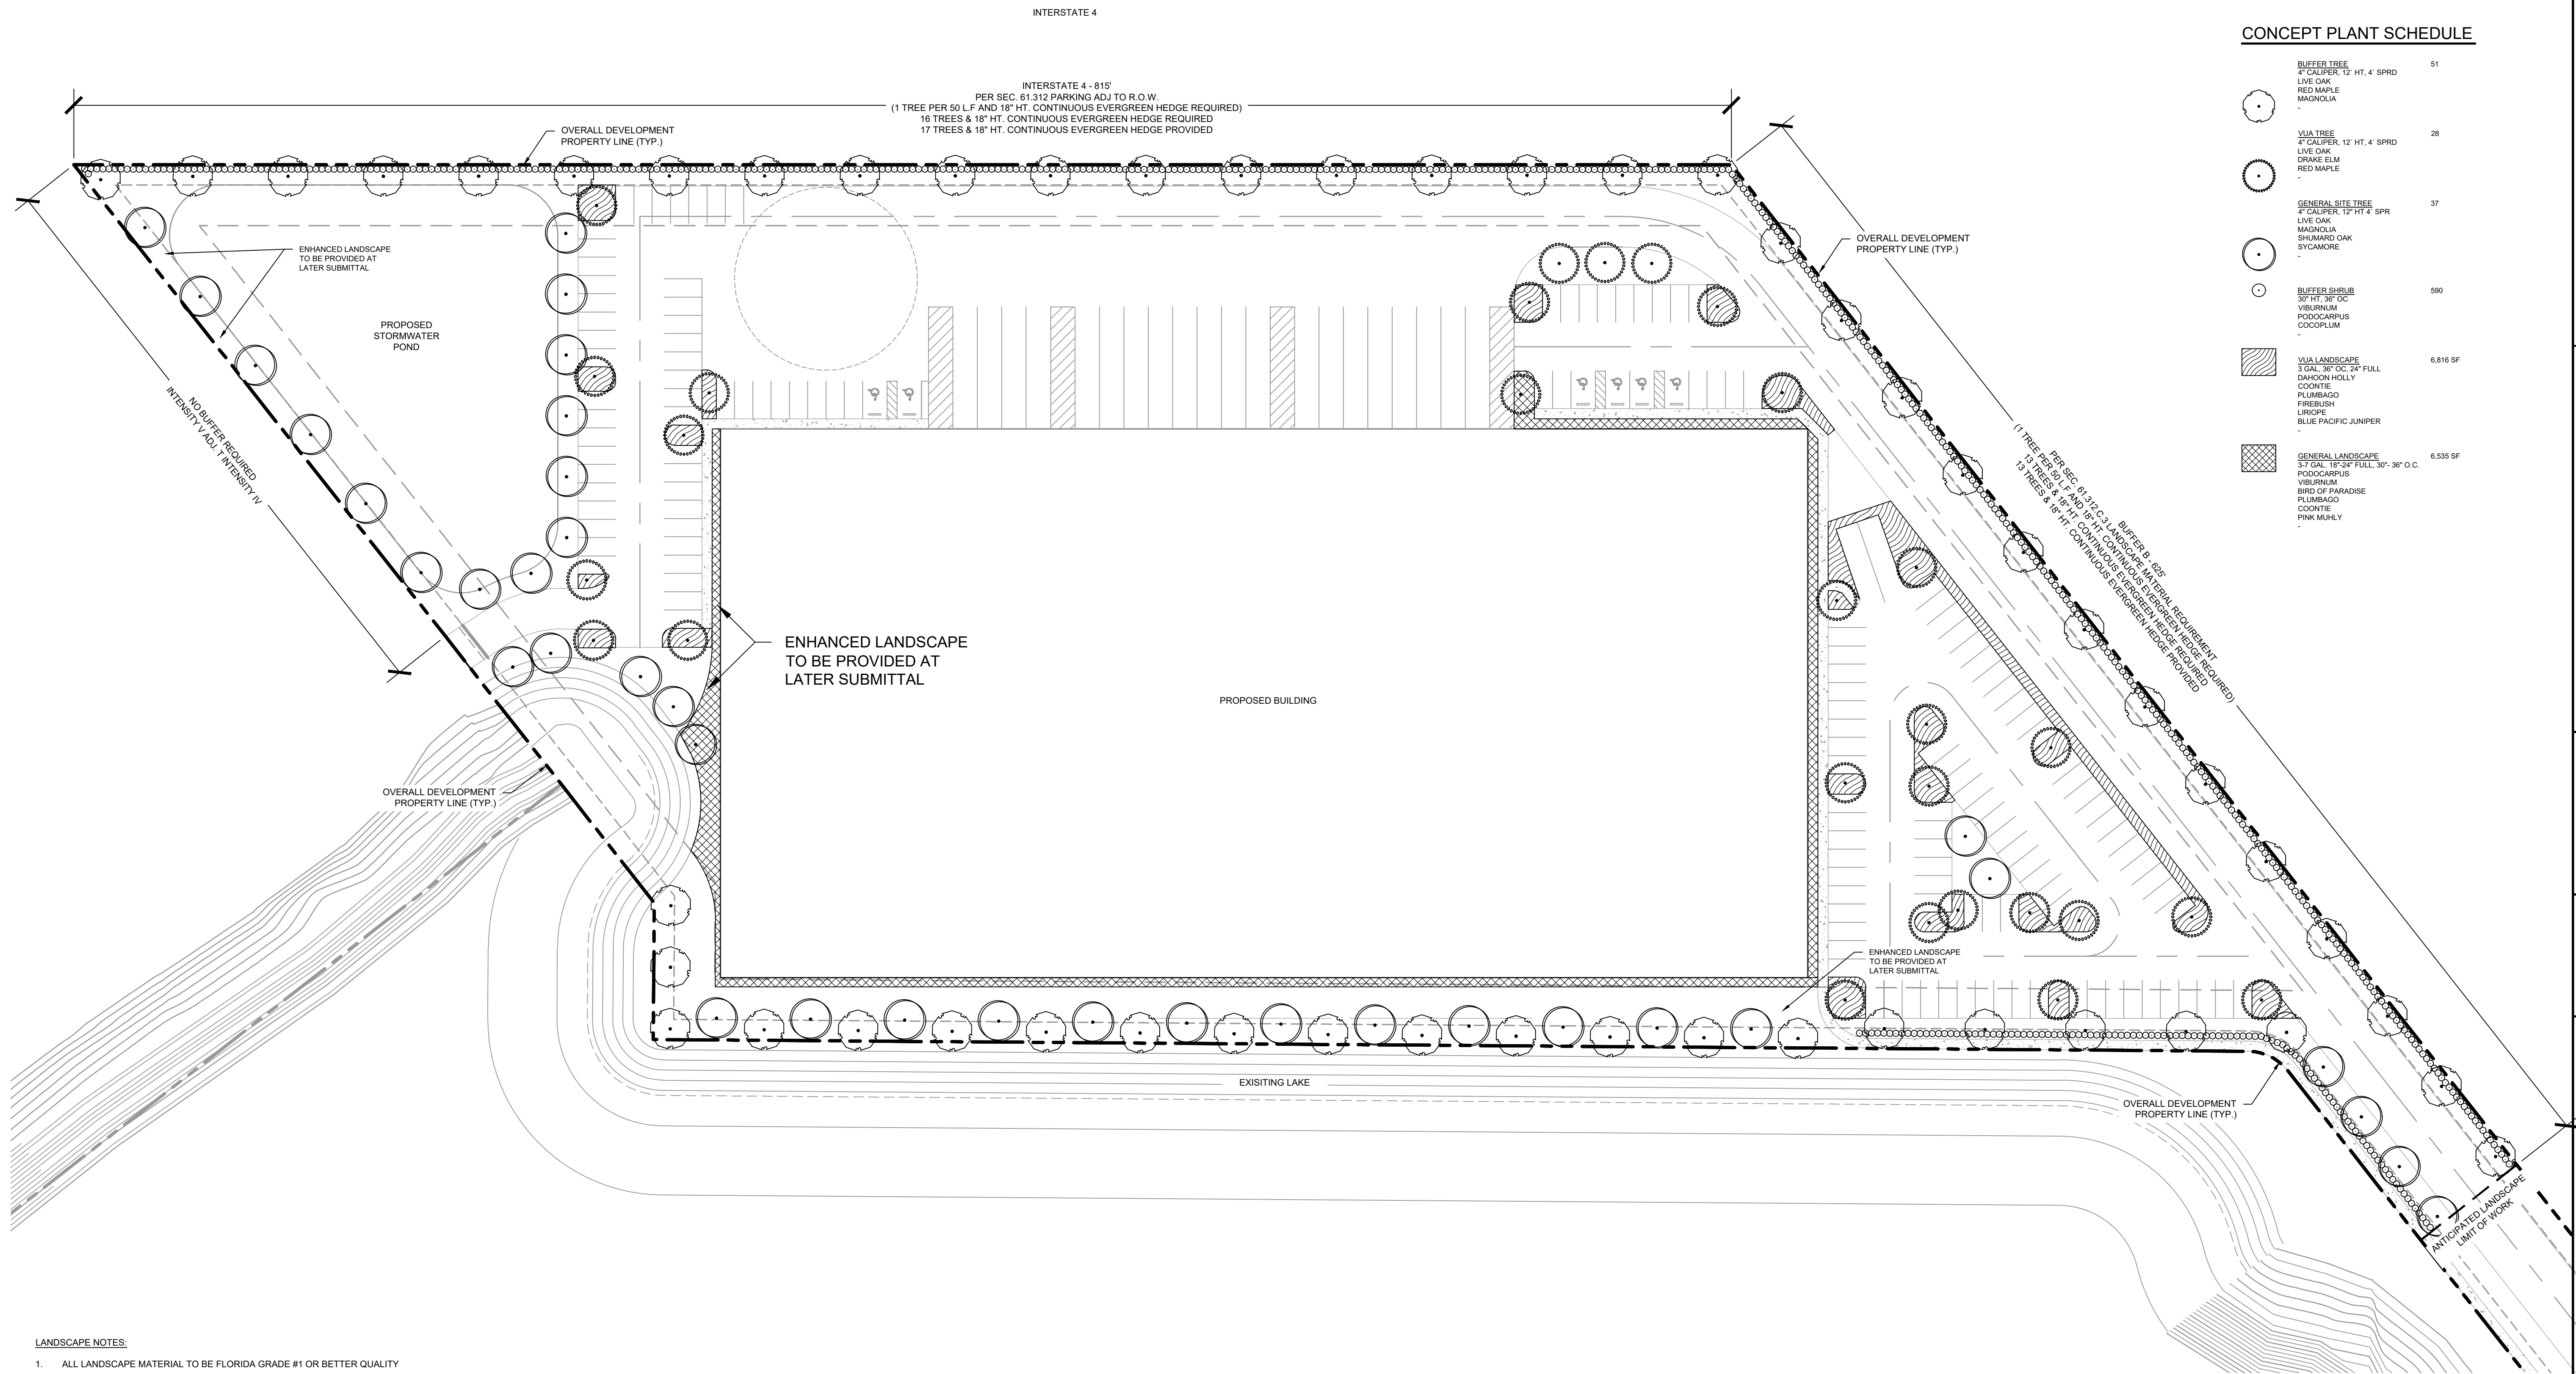 INTERSTATE 4
INTERSTATE 4 - 815'
PER SEC. 61.312 PARKING ADJ TO R.O.W.
(1 TREE PER 50 L.F AND 18" HT. CONTINUOUS EVERGREEN HEDGE REQUIRED)
16 TREES & 18" HT. CONTINUOUS EVERGREEN HEDGE REQUIRED
17 TREES & 18" HT. CONTINUOUS EVERGREEN HEDGE PROVIDED
OVERALL DEVELOPMENT
PROPERTY LINE (TYP.)
ENHANCED LANDSCAPE
TO BE PROVIDED AT
LATER SUBMITTAL
PROPOSED
STORMWATER
POND
NO BUFFER REQUIRED
INTENSITY V ADJ. T INTENSITY IV
OVERALL DEVELOPMENT
PROPERTY LINE (TYP.)
BUFFER B - 625'
PER SEC. 61.312.C.3 LANDSCAPE MATERIAL REQUIREMENT
(1 TREE PER 50 L.F AND 18" HT. CONTINUOUS EVERGREEN HEDGE REQUIRED)
13 TREES & 18" HT. CONTINUOUS EVERGREEN HEDGE REQUIRED
13 TREES & 18" HT. CONTINUOUS EVERGREEN HEDGE PROVIDED
ENHANCED LANDSCAPE
TO BE PROVIDED AT
LATER SUBMITTAL
PROPOSED BUILDING
OVERALL DEVELOPMENT
PROPERTY LINE (TYP.)
ENHANCED LANDSCAPE
TO BE PROVIDED AT
LATER SUBMITTAL
EXISITING LAKE
OVERALL DEVELOPMENT
PROPERTY LINE (TYP.)
ANTICIPATED LANDSCAPE
LIMIT OF WORK
CONCEPT PLANT SCHEDULE
BUFFER TREE 51
4" CALIPER, 12` HT, 4` SPRD
LIVE OAK
RED MAPLE
MAGNOLIA
-
VUA TREE 28
4" CALIPER, 12` HT, 4` SPRD
LIVE OAK
DRAKE ELM
RED MAPLE
-
GENERAL SITE TREE 37
4" CALIPER, 12" HT 4` SPR
LIVE OAK
MAGNOLIA
SHUMARD OAK
SYCAMORE
-
BUFFER SHRUB 590
30" HT, 36" OC
VIBURNUM
PODOCARPUS
COCOPLUM
-
VUA LANDSCAPE 6,816 SF
3 GAL, 36" OC, 24" FULL
DAHOON HOLLY
COONTIE
PLUMBAGO
FIREBUSH
LIRIOPE
BLUE PACIFIC JUNIPER
-
GENERAL LANDSCAPE 6,535 SF
3-7 GAL. 18"-24" FULL, 30"- 36" O.C.
PODOCARPUS
VIBURNUM
BIRD OF PARADISE
PLUMBAGO
COONTIE
PINK MUHLY
-
LANDSCAPE NOTES:
1. ALL LANDSCAPE MATERIAL TO BE FLORIDA GRADE #1 OR BETTER QUALITY